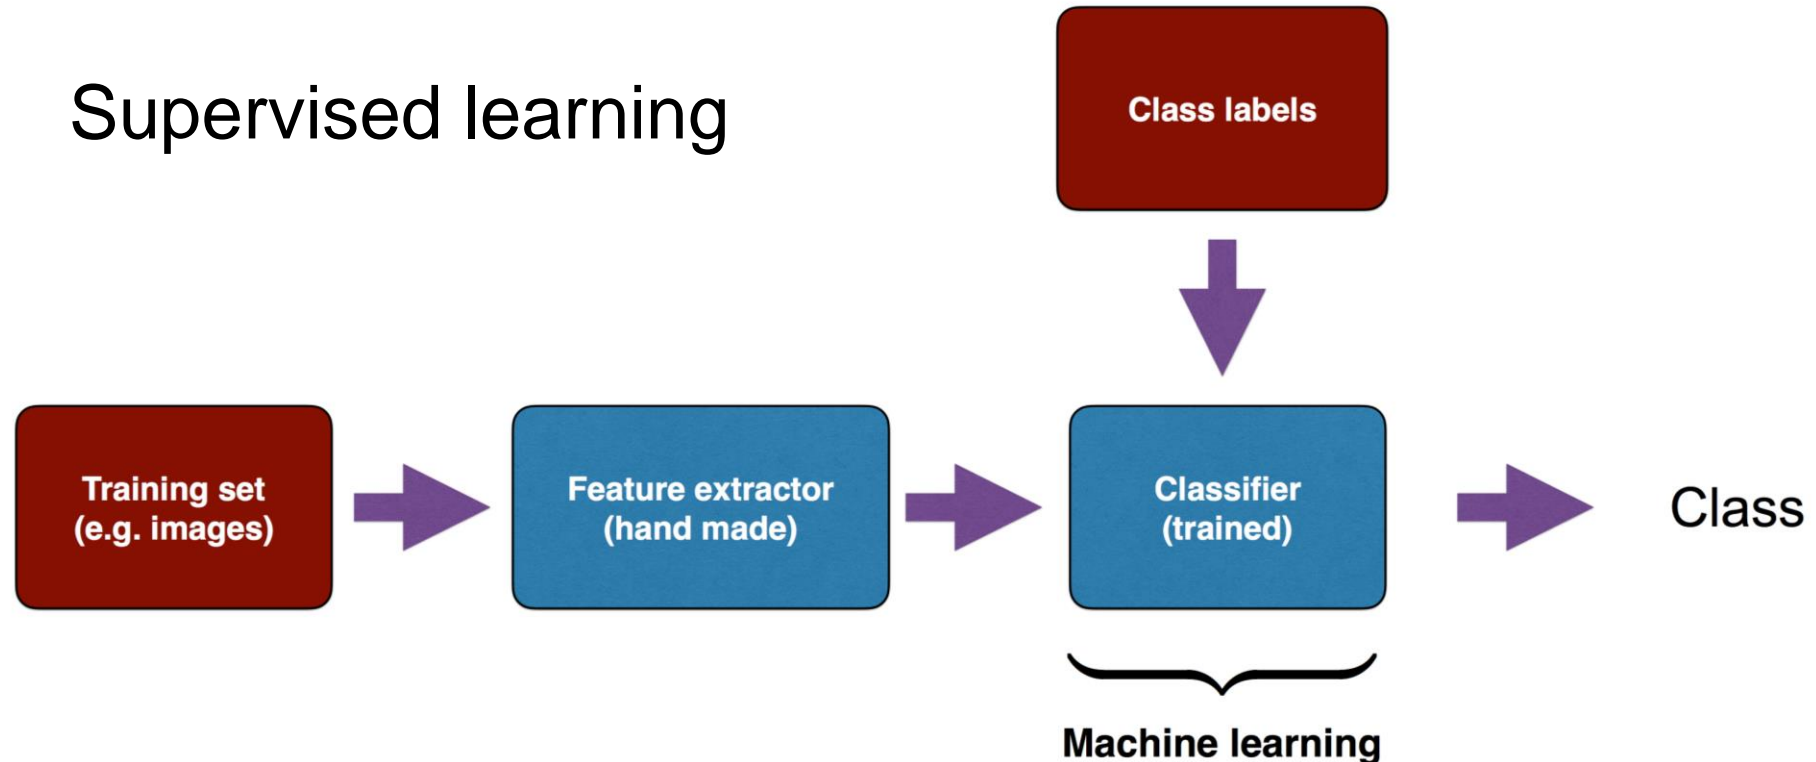 Supervised learning
Class labels
Training set
(e.g. images)
Feature extractor
(hand made)
Classifier
(trained)
Class
Machine learning